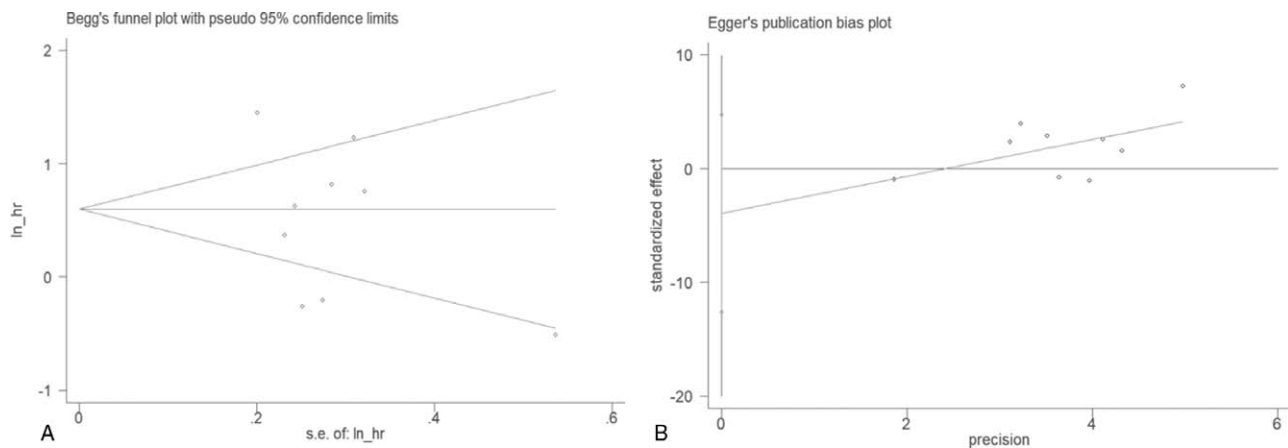 Begg's funnel plot with pseudo 95% confidence limits
2
1
0
-1
ln_hr
0
.2
.4
.6
s.e. of: ln_hr
A
Egger's publication bias plot
10
0
-10
-20
standardized effect
0
2
4
6
precision
B